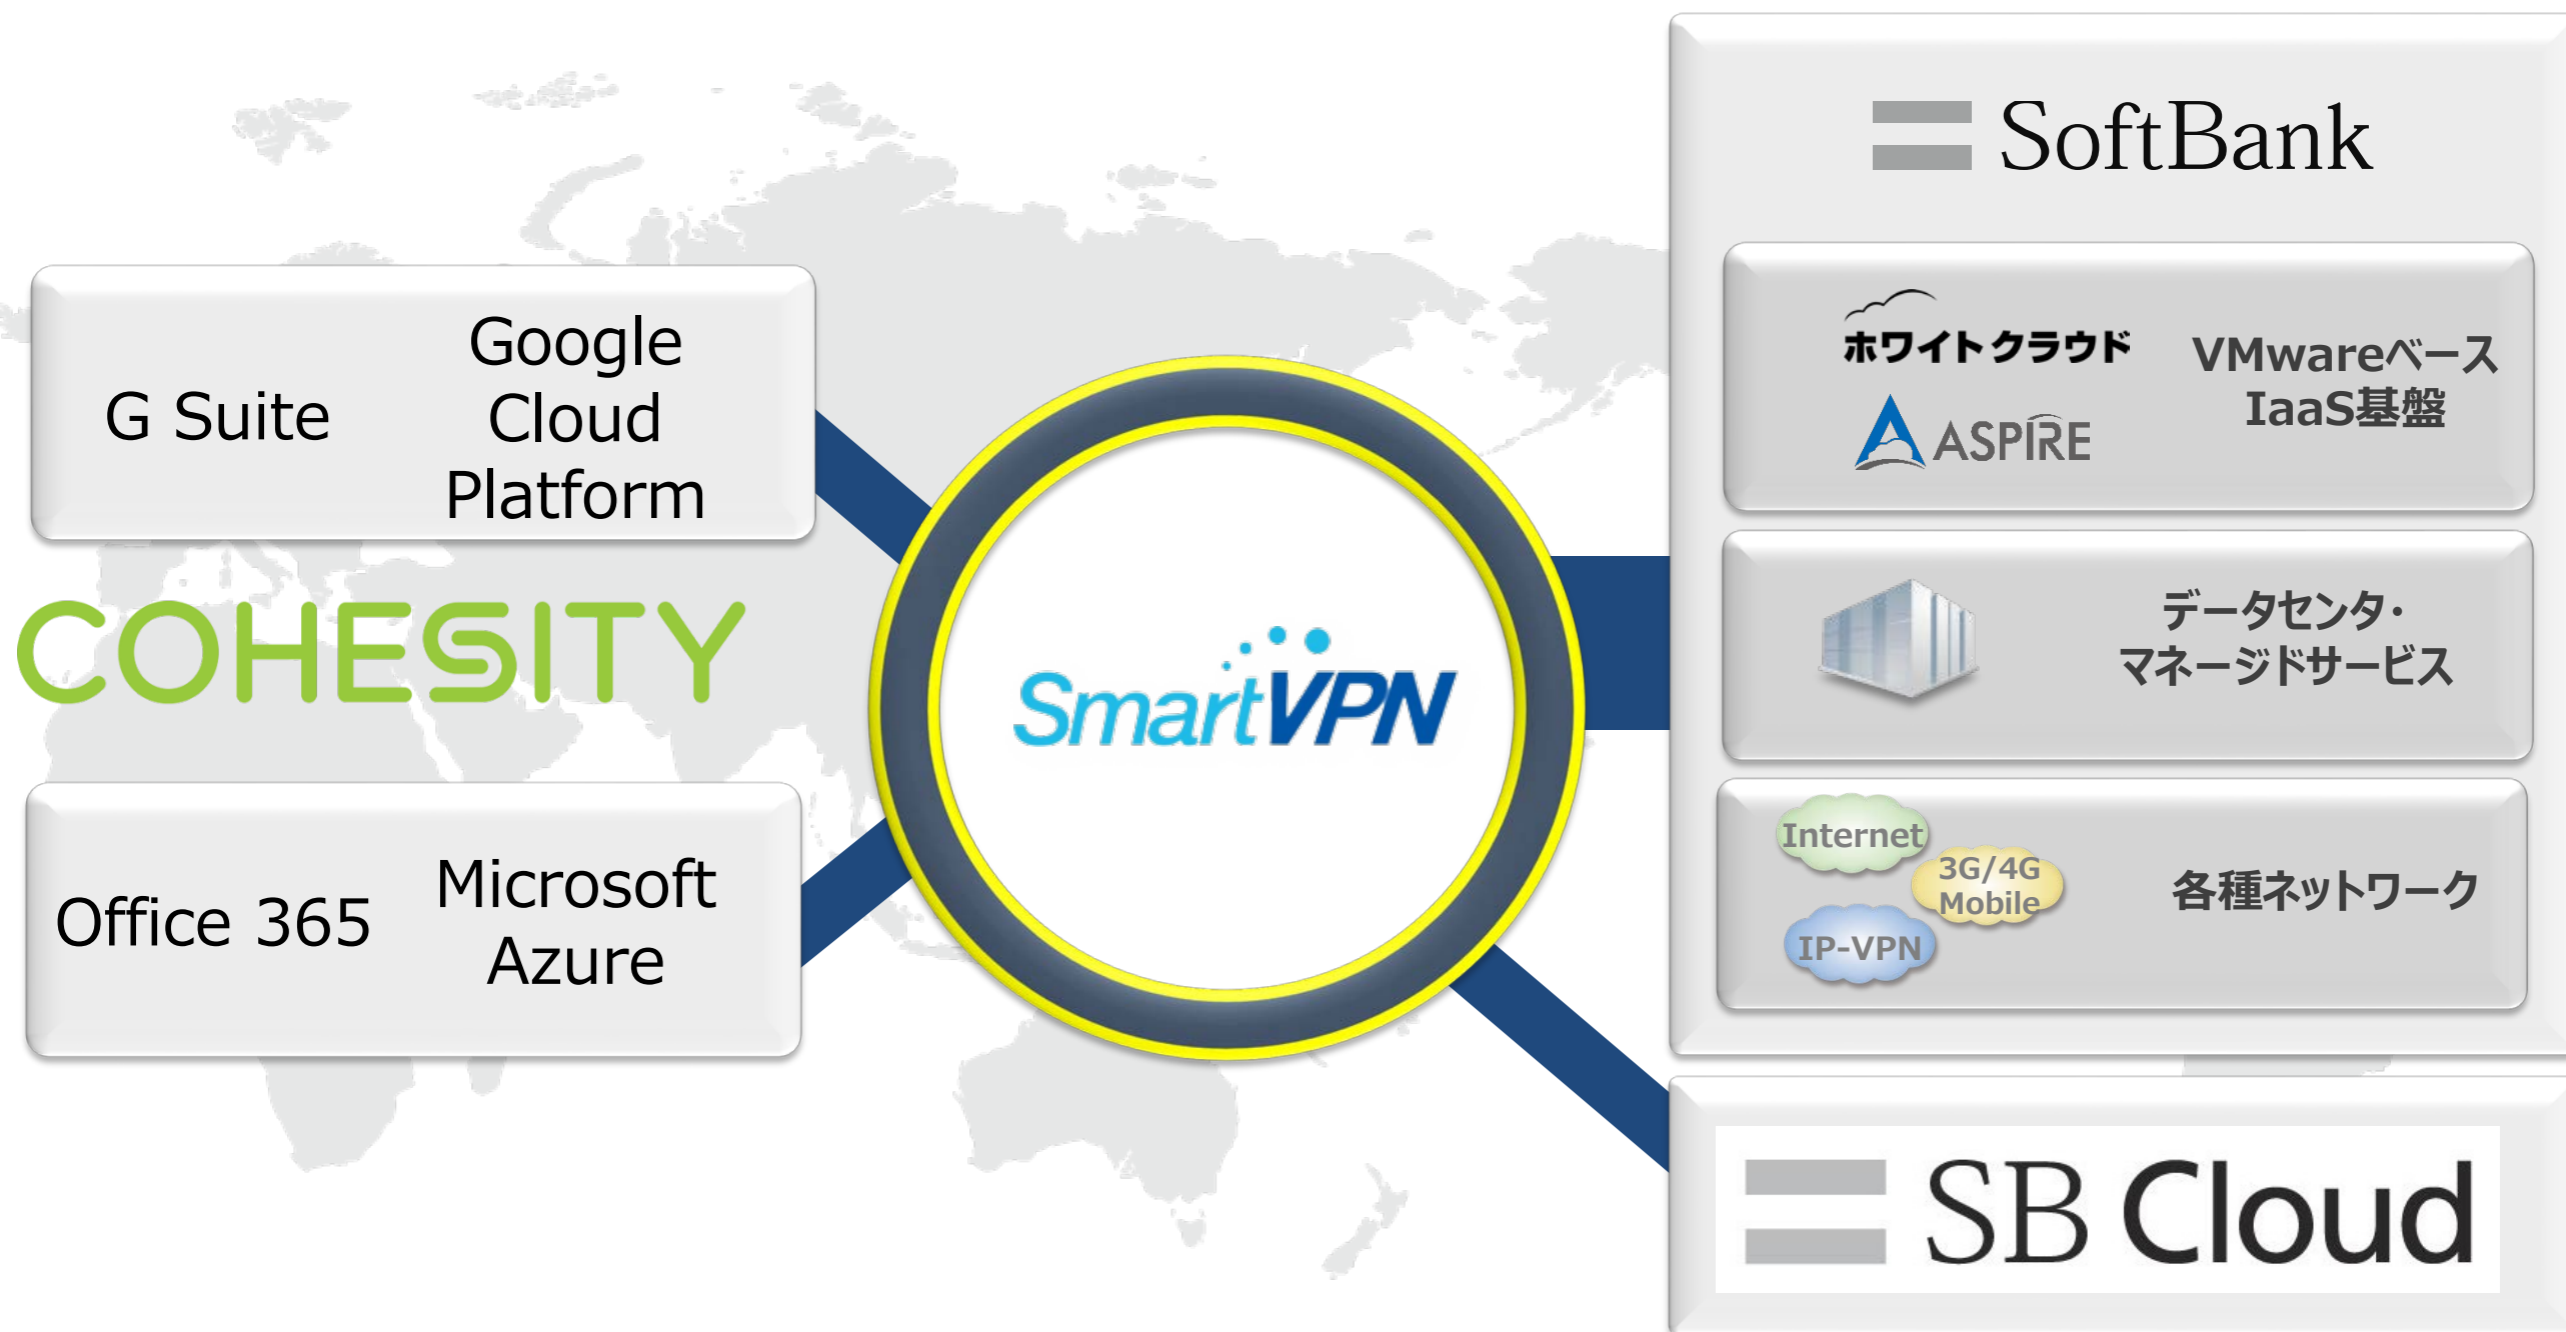 G Suite
Google
Cloud
Platform
COHESITY
Office 365
Microsoft
Azure
SmartVPN
SoftBank
ホワイトクラウド
ASPIRE
VMwareベース
IaaS基盤
データセンタ・
マネージドサービス
Internet
3G/4G
Mobile
IP-VPN
各種ネットワーク
SB Cloud